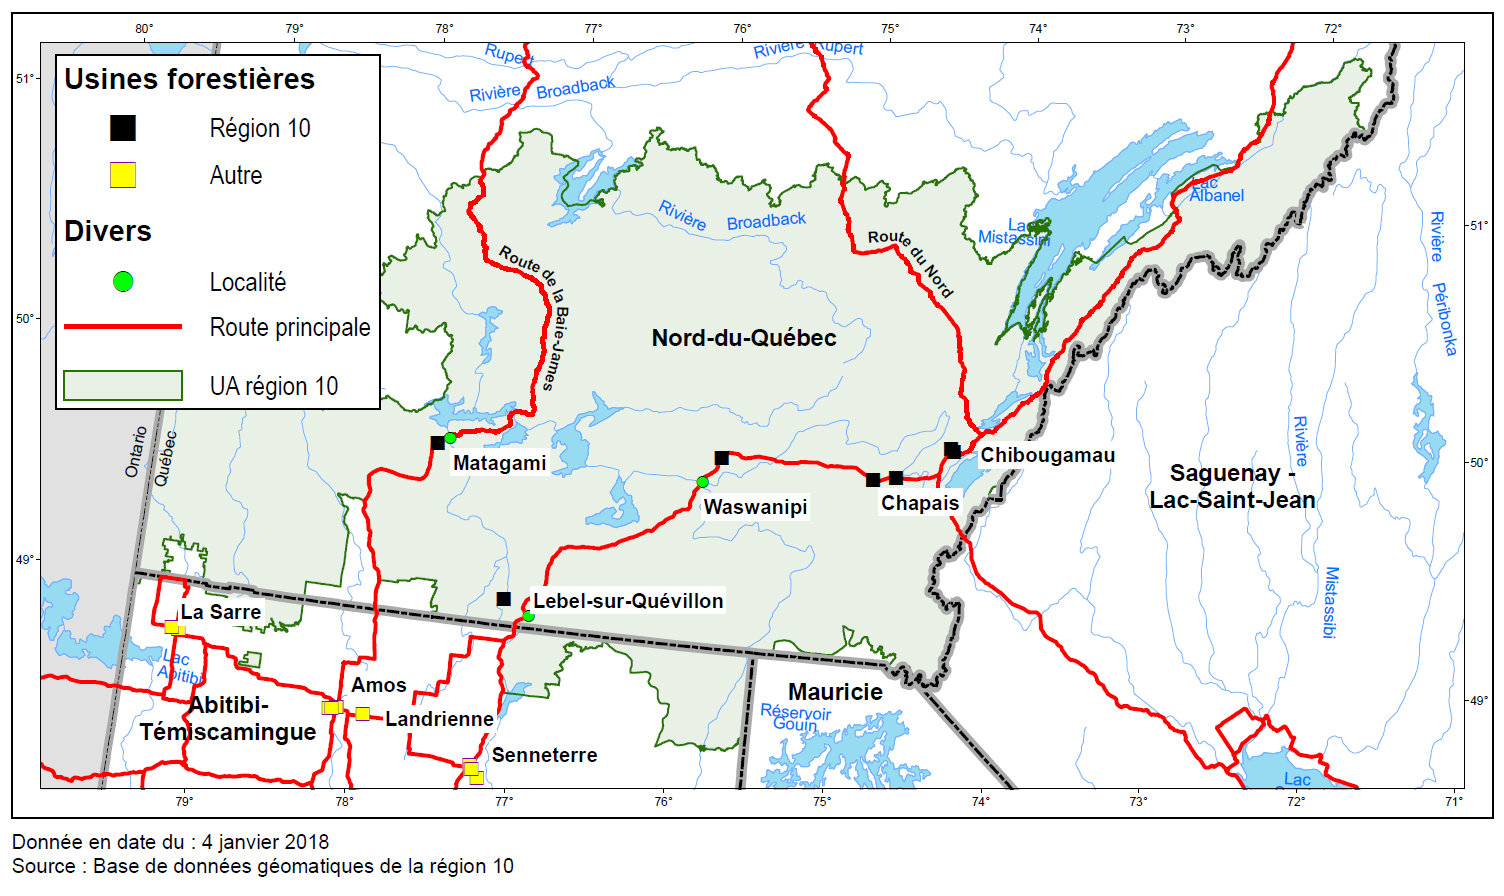 80°
79°
78°
77°
76°
75°
74°
73°
72°
51°
50°
49°
51°
50°
49°
Usines forestières
Région 10
Autre
Divers
Localité
Route principale
UA région 10
Rupert
Rivière Broadback
Rivière Rupert
Rivière Broadback
Route de la Baie-James
Route du Nord
Lac
Albanel
Lac
Mistassini
Rivière Péribonka
Nord-du-Québec
Ontario
Québec
Matagami
Waswanipi
Chapais
Chibougamau
Saguenay -
Lac-Saint-Jean
Rivière Mistassibi
Lebel-sur-Quévillon
La Sarre
Lac
Abitibi
Abitibi-
Témiscamingue
Amos
Landrienne
Senneterre
Mauricie
Réservoir
Gouin
Lac
79°
78°
77°
76°
75°
74°
73°
72°
71°
Donnée en date du : 4 janvier 2018
Source : Base de données géomatiques de la région 10